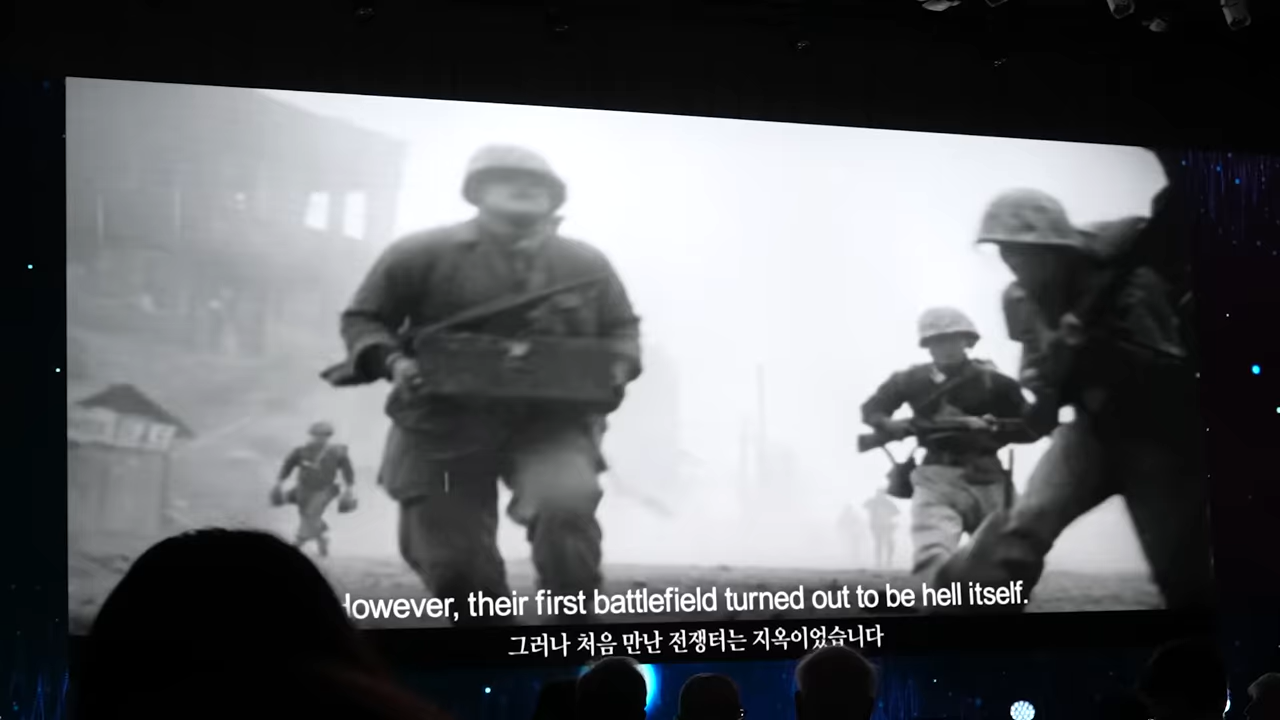 However, their first battlefield turned out to be hell itself.
그러나 처음 만난 전쟁터는 지옥이었습니다